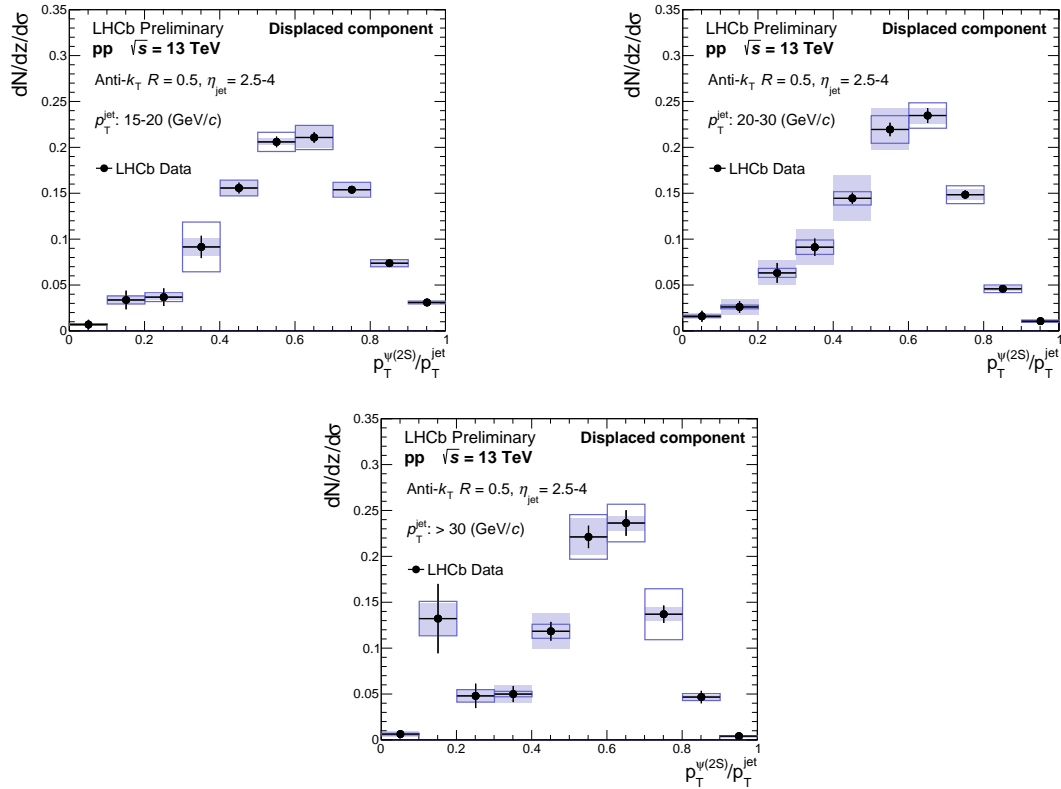 LHCb Preliminary
Displaced component
pp √s = 13 TeV
Anti-k_T R = 0.5, η_jet = 2.5-4
p_T^jet: 15-20 (GeV/c)
LHCb Data
dN/dz/dσ
0.35
0.3
0.25
0.2
0.15
0.1
0.05
0
0.2 0.4 0.6 0.8 1
p_T^ψ(2S)/p_T^jet
LHCb Preliminary
Displaced component
pp √s = 13 TeV
Anti-k_T R = 0.5, η_jet = 2.5-4
p_T^jet: 20-30 (GeV/c)
LHCb Data
dN/dz/dσ
0.35
0.3
0.25
0.2
0.15
0.1
0.05
0
0 0.2 0.4 0.6 0.8 1
p_T^ψ(2S)/p_T^jet
LHCb Preliminary
Displaced component
pp √s = 13 TeV
Anti-k_T R = 0.5, η_jet = 2.5-4
p_T^jet: > 30 (GeV/c)
LHCb Data
dN/dz/dσ
0.35
0.3
0.25
0.2
0.15
0.1
0.05
0
0 0.2 0.4 0.6 0.8 1
p_T^ψ(2S)/p_T^jet